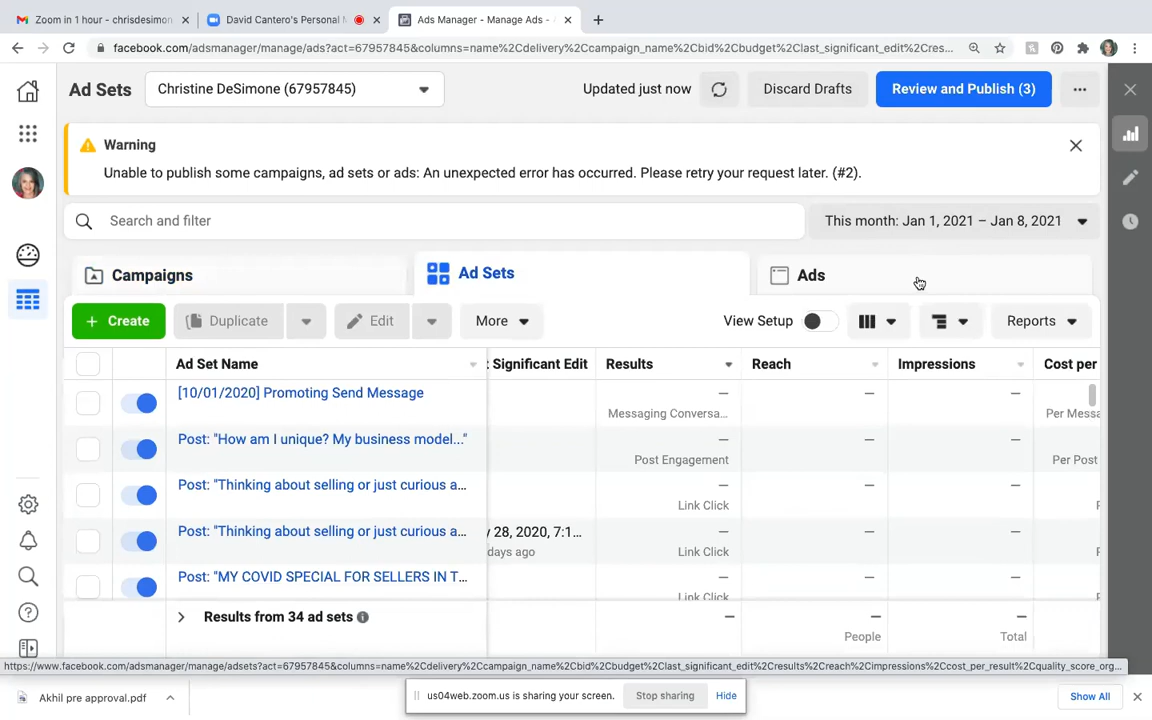 Zoom in 1 hour - chrisdesimon
David Cantero's Personal M
Ads Manager - Manage Ads -
facebook.com/adsmanager/manage/ads?act=67957845&columns=name%2Cdelivery%2Ccampaign_name%2Cbid%2Cbudget%2Clast_significant_edit%2Cres...
Ad Sets
Christine DeSimone (67957845)
Updated just now
Discard Drafts
Review and Publish (3)
Warning
Unable to publish some campaigns, ad sets or ads: An unexpected error has occurred. Please retry your request later. (#2).
Search and filter
This month: Jan 1, 2021 – Jan 8, 2021
Campaigns
Ad Sets
Ads
+ Create
Duplicate
Edit
More
View Setup
Reports
Ad Set Name
t Significant Edit
Results
Reach
Impressions
Cost per
[10/01/2020] Promoting Send Message
—
—
—
Messaging Conversa...
Per Messa
Post: "How am I unique? My business model..."
—
—
—
Post Engagement
Per Post
Post: "Thinking about selling or just curious a...
—
—
—
Link Click
Post: "Thinking about selling or just curious a...
y 28, 2020, 7:1...
—
—
—
days ago
Link Click
Post: "MY COVID SPECIAL FOR SELLERS IN T...
—
—
—
Link Click
Results from 34 ad sets
—
—
—
People
Total
https://www.facebook.com/adsmanager/manage/adsets?act=67957845&columns=name%2Cdelivery%2Ccampaign_name%2Cbid%2Cbudget%2Clast_significant_edit%2Cresults%2Creach%2Cimpressions%2Ccost_per_result%2Cquality_score_org...
Akhil pre approval.pdf
us04web.zoom.us is sharing your screen.
Stop sharing
Hide
Show All